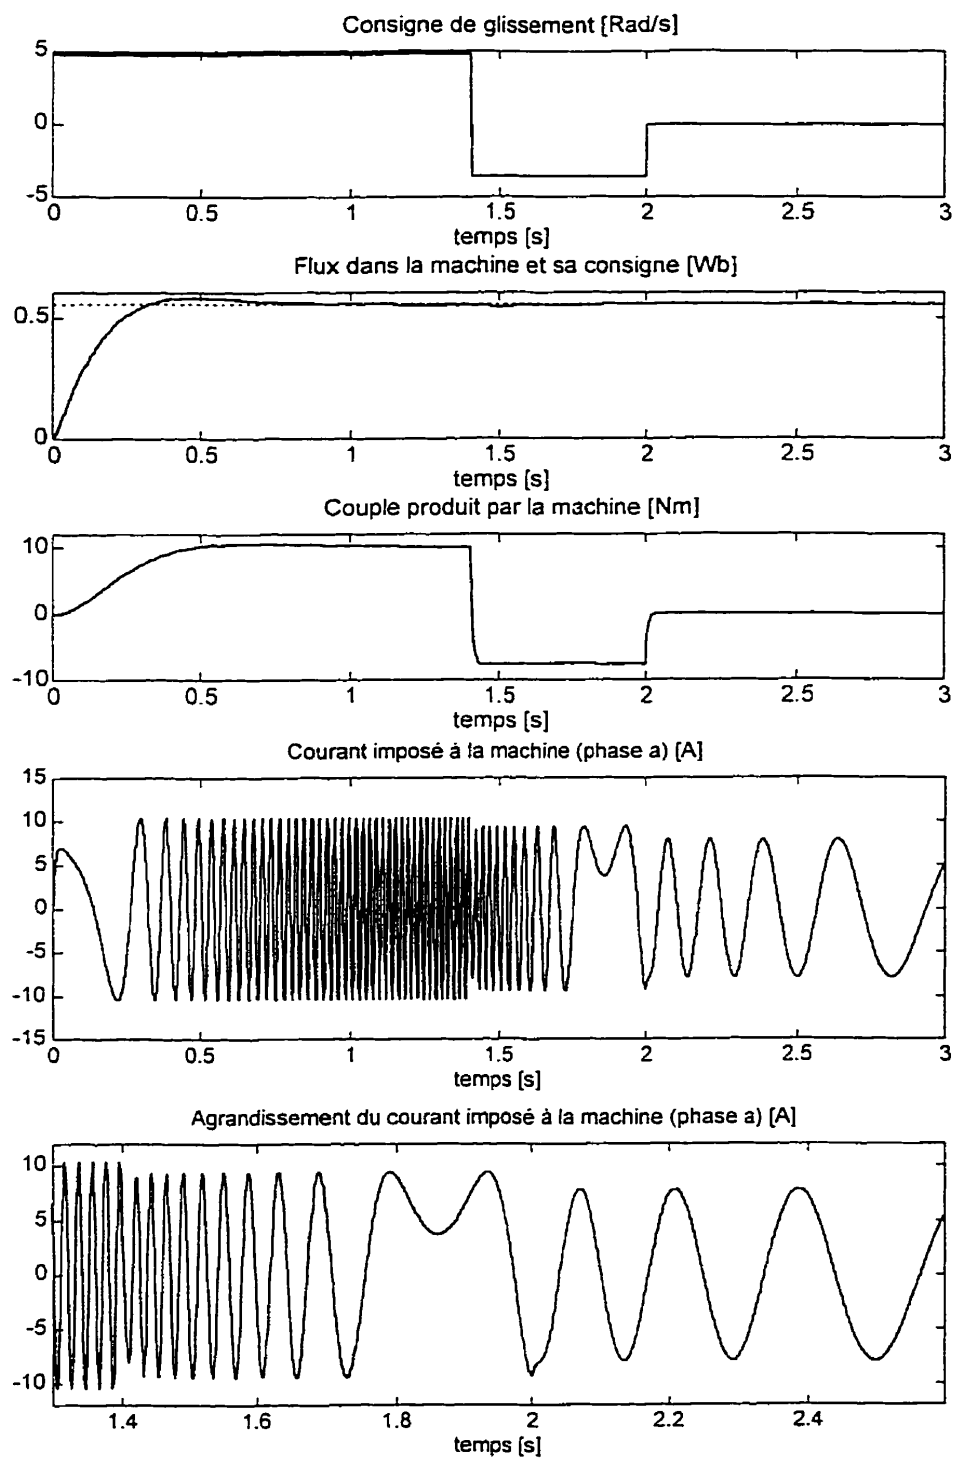 Consigne de glissement [Rad/s]
5
0
-5
0 0.5 1 1.5 2 2.5 3
temps [s]
Flux dans la machine et sa consigne [Wb]
0.5
0
0 0.5 1 1.5 2 2.5 3
temps [s]
Couple produit par la machine [Nm]
10
0
-10
0 0.5 1 1.5 2 2.5 3
temps [s]
Courant imposé à la machine (phase a) [A]
15
10
5
0
-5
-10
-15
0 0.5 1 1.5 2 2.5 3
temps [s]
Agrandissement du courant imposé à la machine (phase a) [A]
10
5
0
-5
-10
1.4 1.6 1.8 2 2.2 2.4
temps [s]